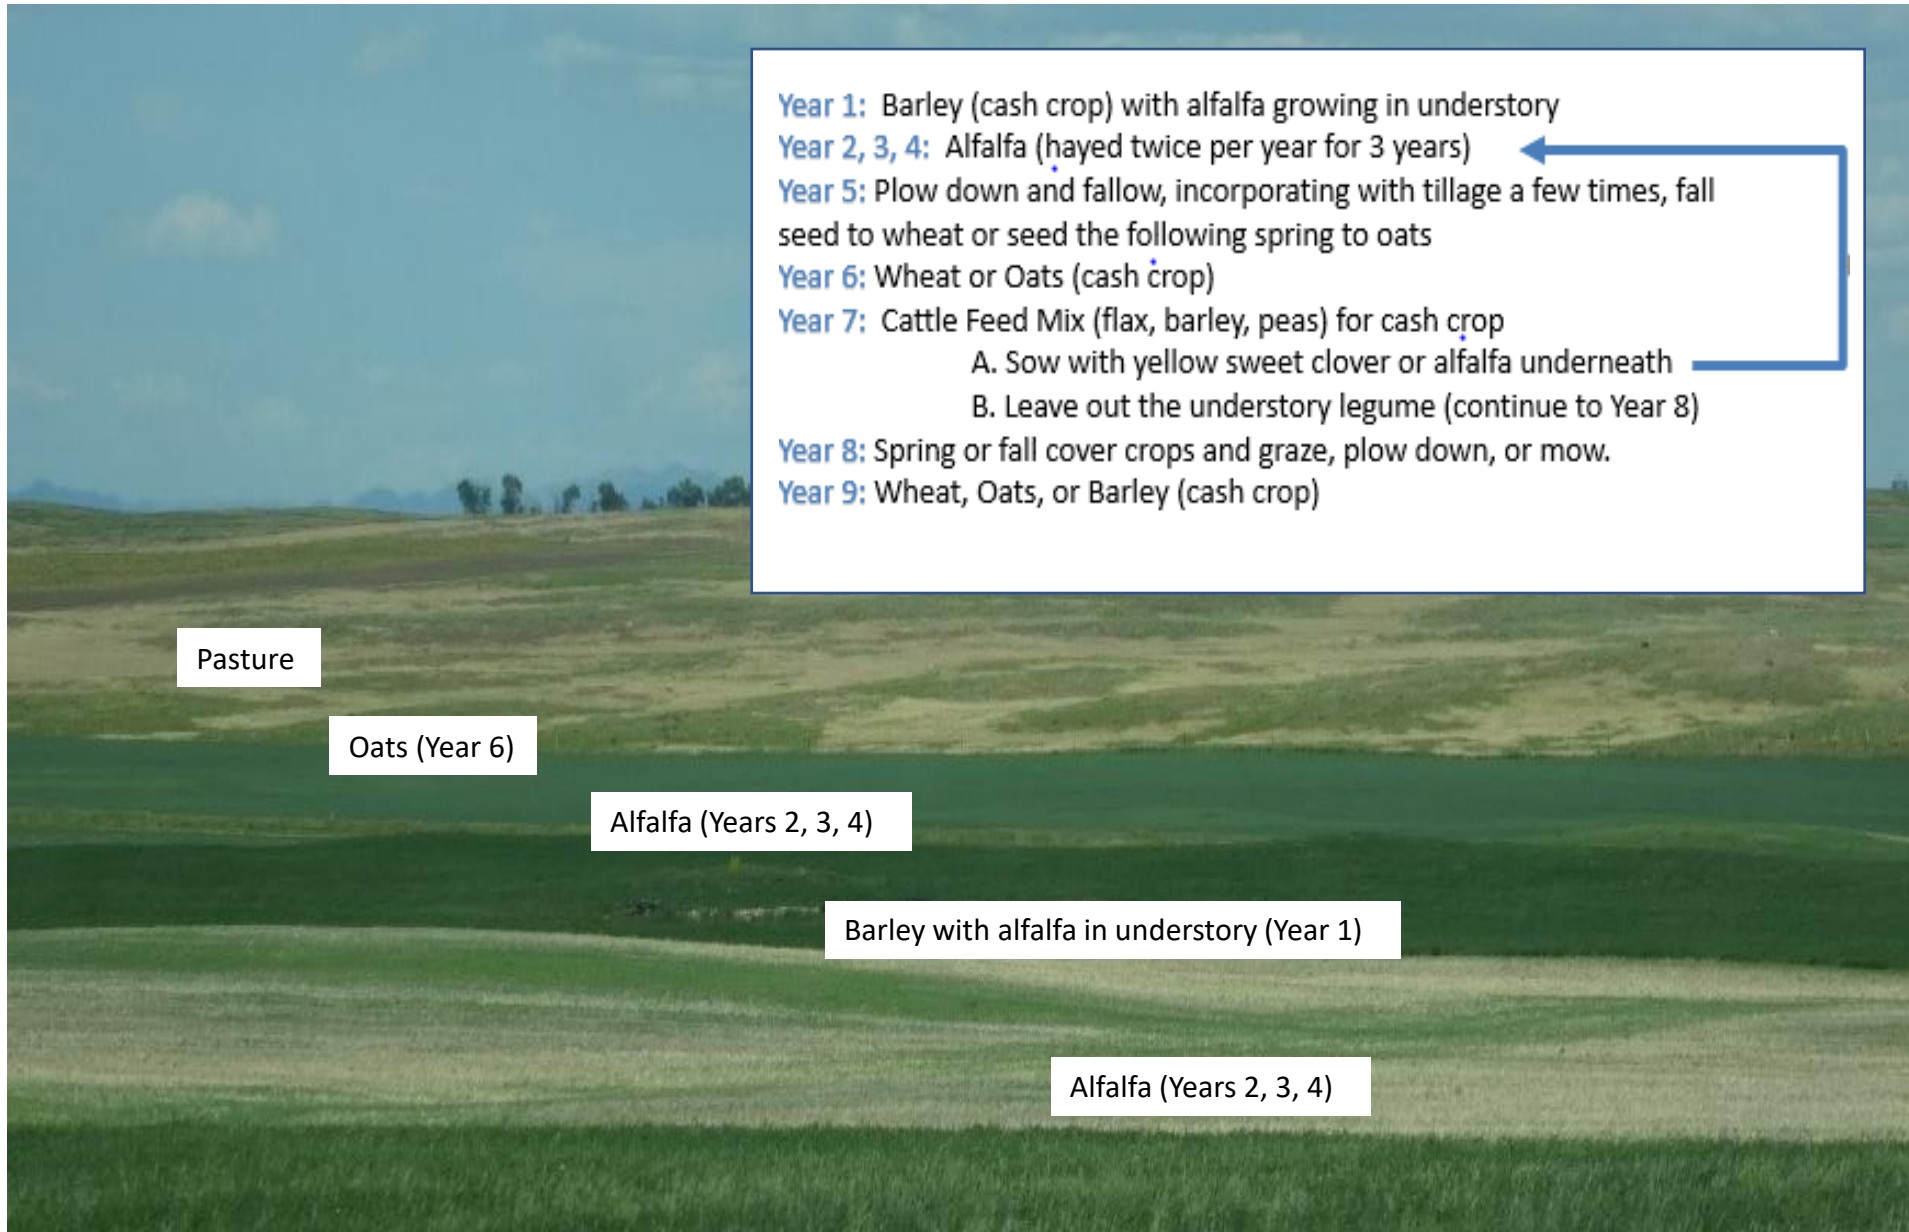 Year 1: Barley (cash crop) with alfalfa growing in understory
Year 2, 3, 4: Alfalfa (hayed twice per year for 3 years)
Year 5: Plow down and fallow, incorporating with tillage a few times, fall
seed to wheat or seed the following spring to oats
Year 6: Wheat or Oats (cash crop)
Year 7: Cattle Feed Mix (flax, barley, peas) for cash crop
A. Sow with yellow sweet clover or alfalfa underneath
B. Leave out the understory legume (continue to Year 8)
Year 8: Spring or fall cover crops and graze, plow down, or mow.
Year 9: Wheat, Oats, or Barley (cash crop)
Pasture
Oats (Year 6)
Alfalfa (Years 2, 3, 4)
Barley with alfalfa in understory (Year 1)
Alfalfa (Years 2, 3, 4)